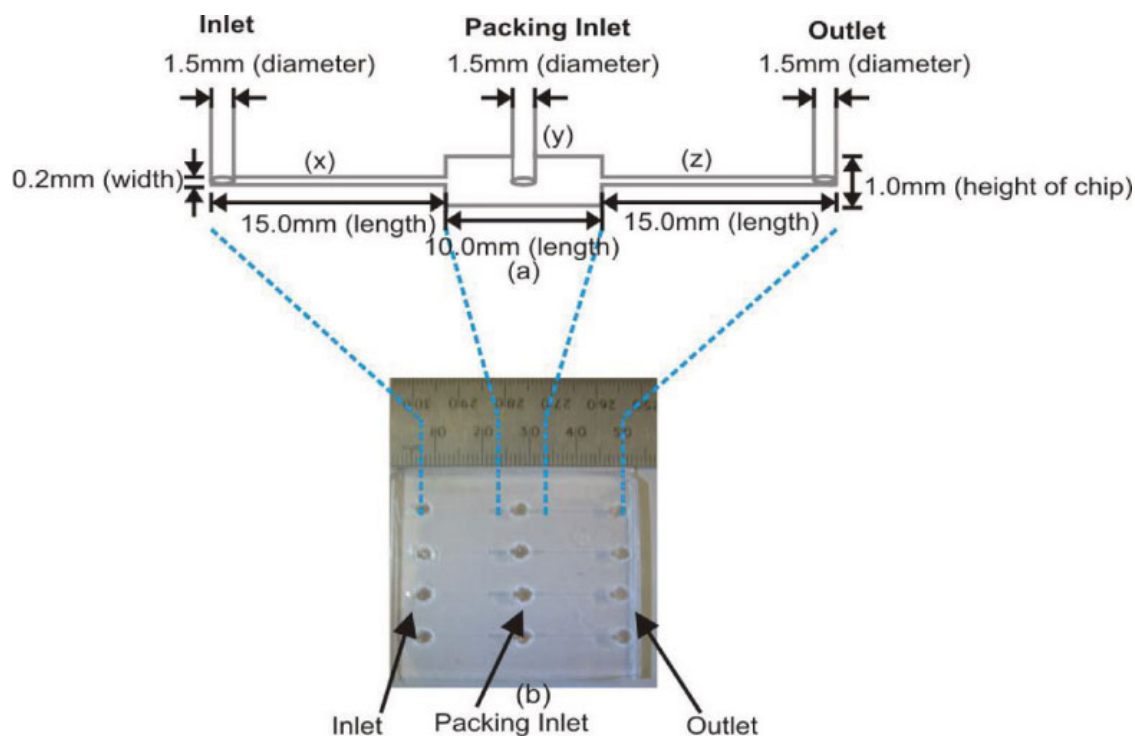 Inlet Packing Inlet Outlet
1.5mm (diameter) 1.5mm (diameter) 1.5mm (diameter)
(y)
(x) (z)
0.2mm (width) 1.0mm (height of chip)
15.0mm (length) 15.0mm (length)
10.0mm (length)
(a)
(b)
Inlet Packing Inlet Outlet